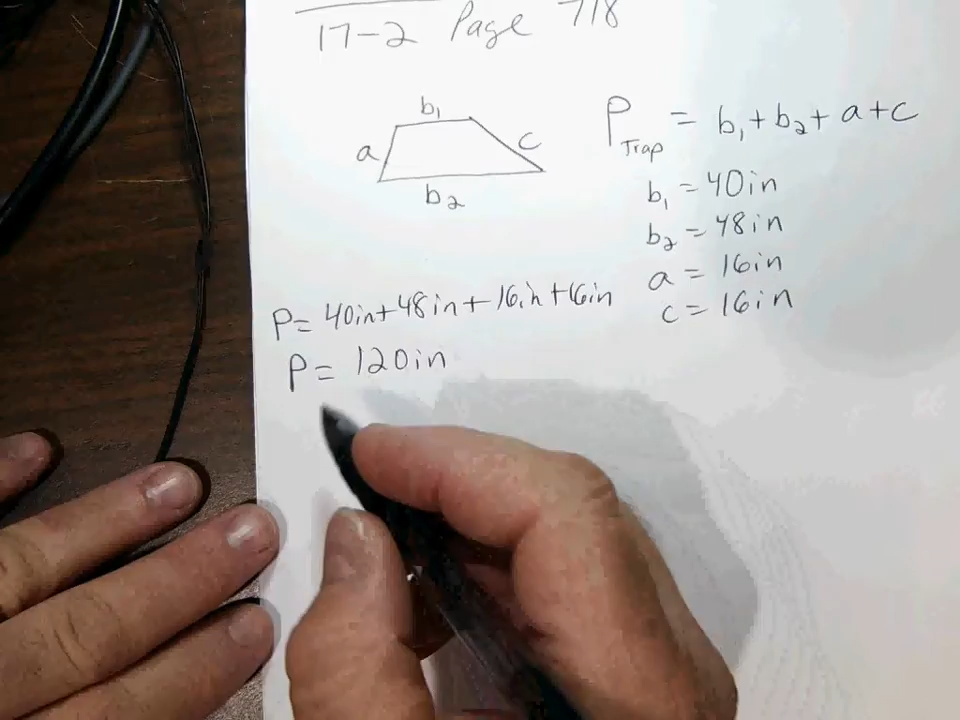 17-2 Page 718
b₁
a
c
b₂
P Trap = b₁+b₂+a+c
b₁ = 40in
b₂ = 48in
a = 16in
c = 16in
P= 40in+48in+16in+16in
P= 120in